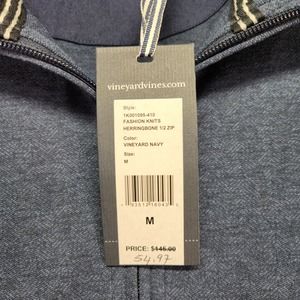 vineyardvines.com
Style:
1K001095-410
FASHION KNITS
HERRINGBONE 1/2 ZIP
Color:
VINEYARD NAVY
Size:
M
M
PRICE: $145.00
54.97